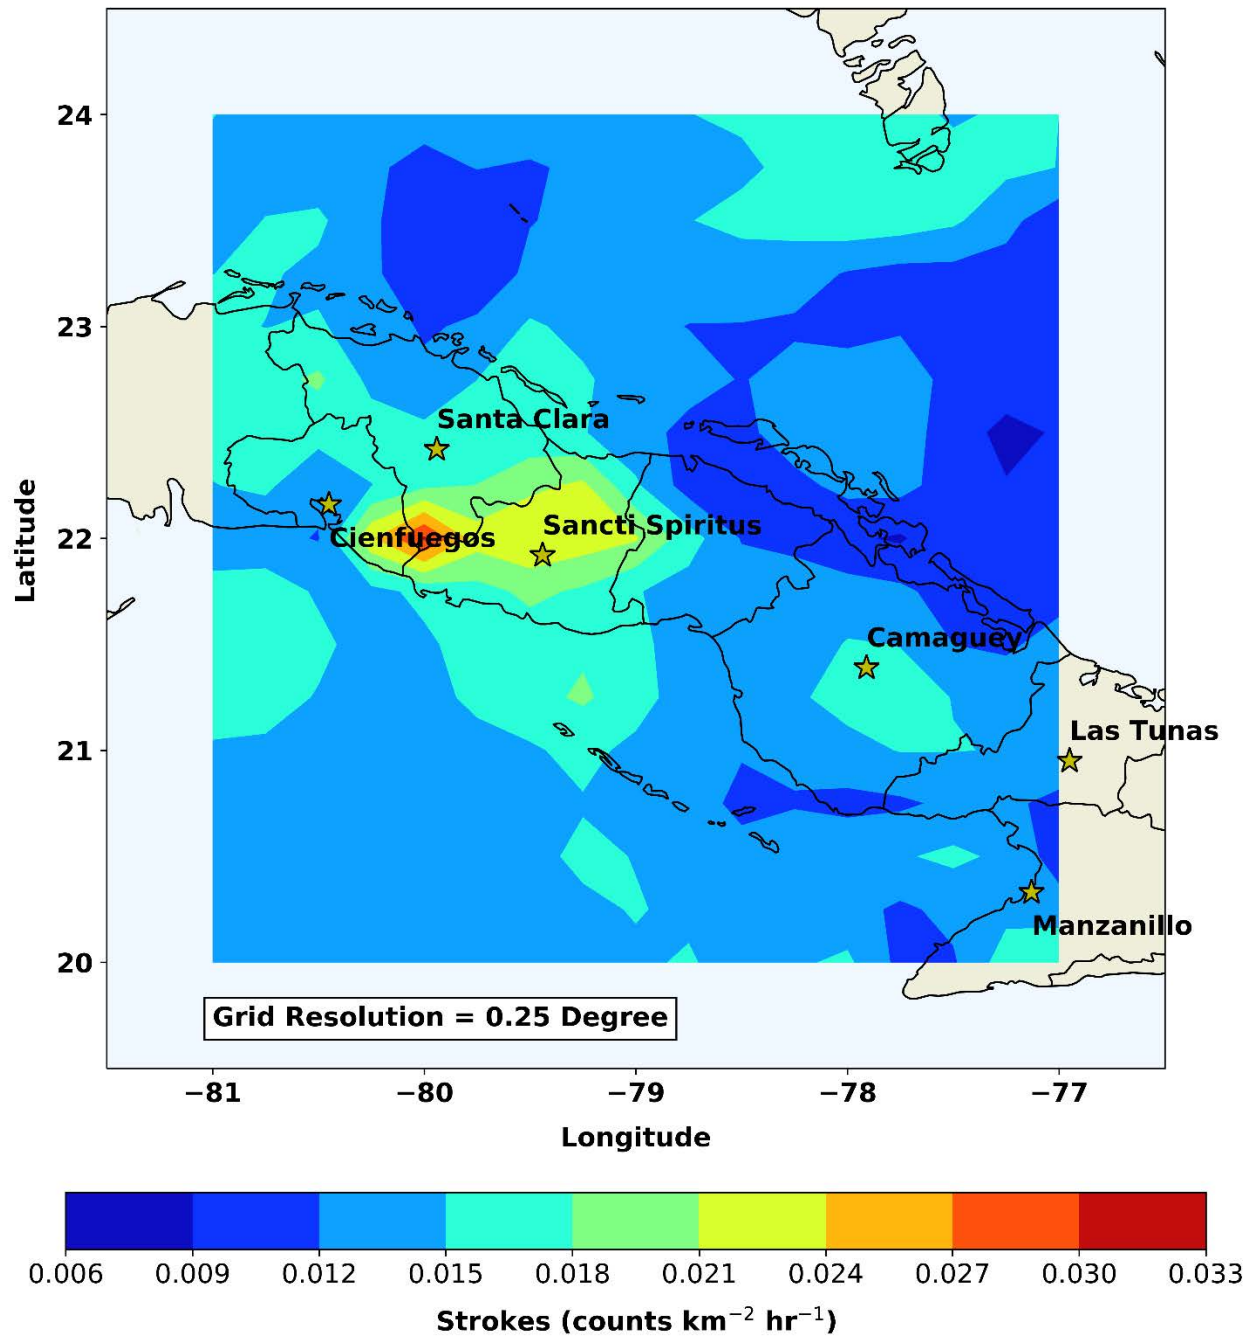 24
23
22
21
20
Latitude
Santa Clara
Sancti Spiritus
Cienfuegos
Camaguey
Las Tunas
Manzanillo
Grid Resolution = 0.25 Degree
−81 −80 −79 −78 −77
Longitude
0.006 0.009 0.012 0.015 0.018 0.021 0.024 0.027 0.030 0.033
Strokes (counts km⁻² hr⁻¹)